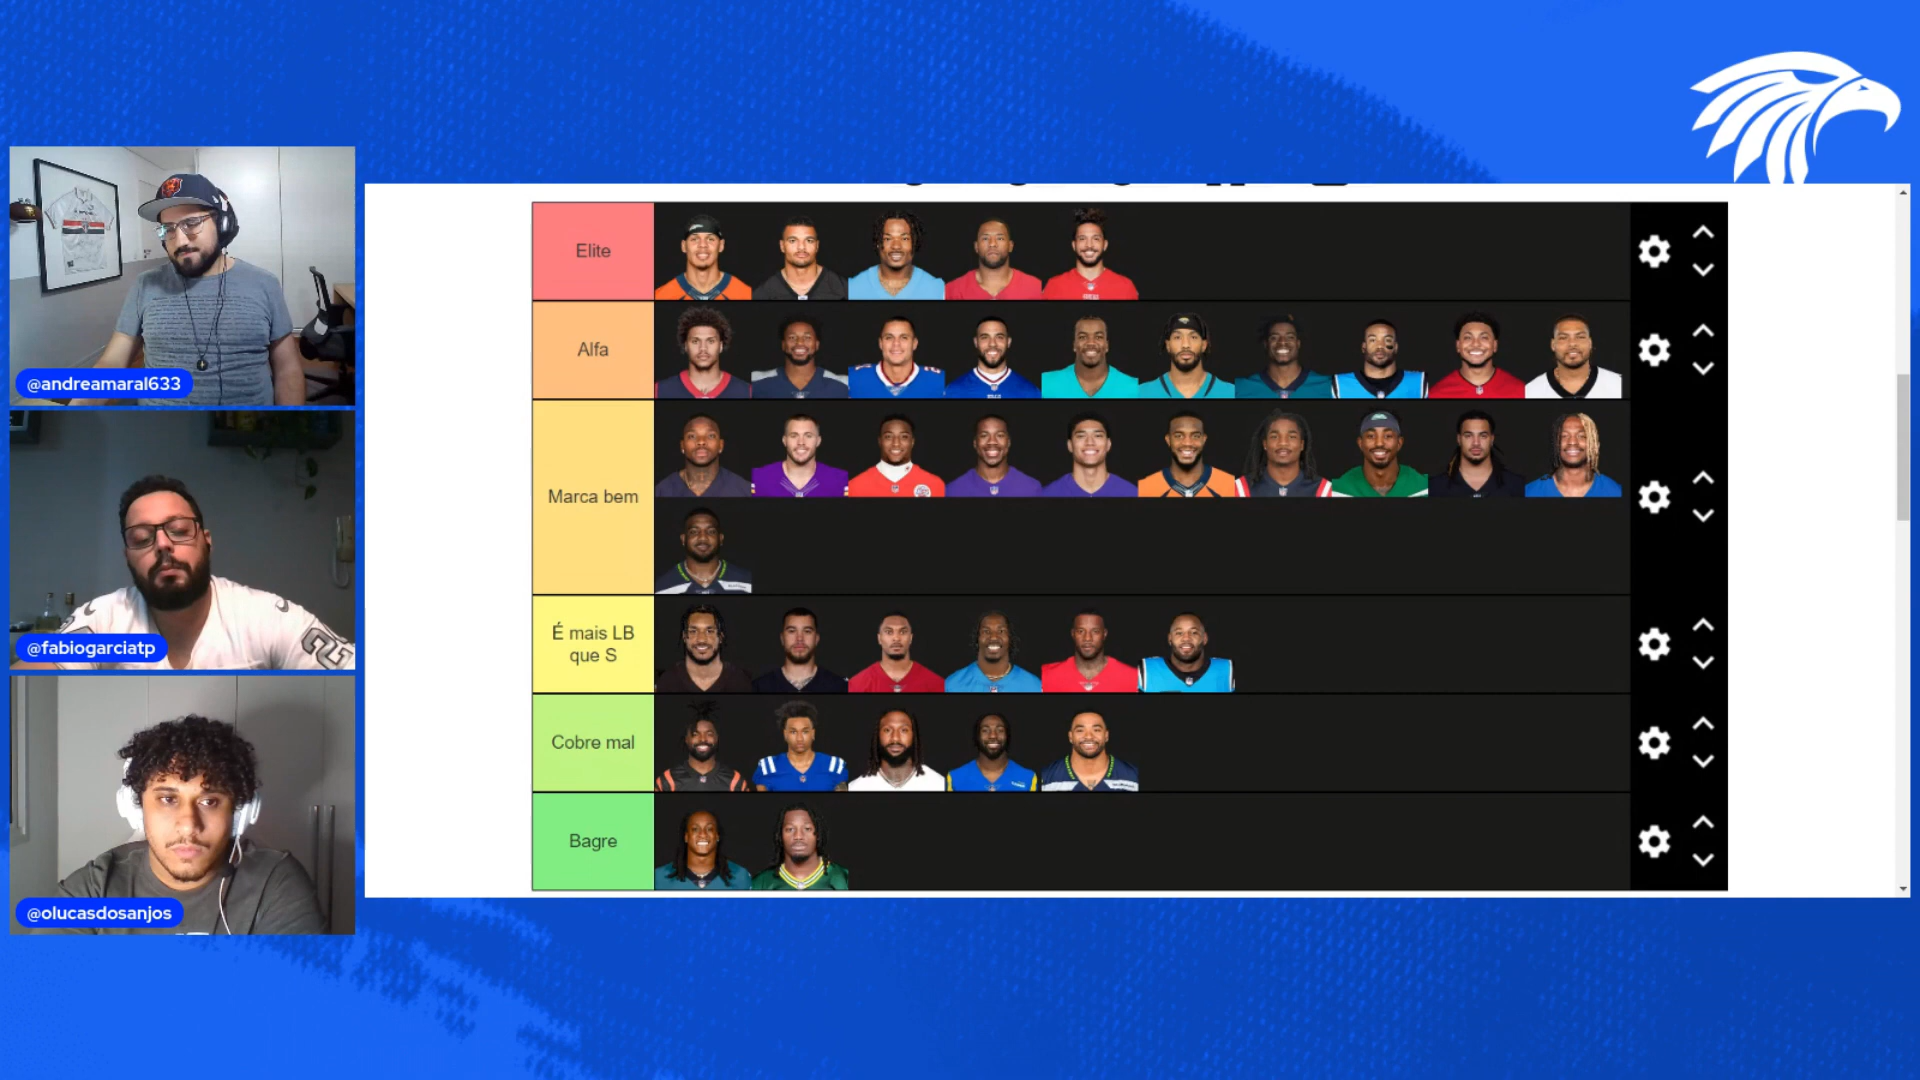 @andreamaral633
@fabiogarciatp
@olucasdosanjos
Elite
Alfa
Marca bem
É mais LB
que S
Cobre mal
Bagre